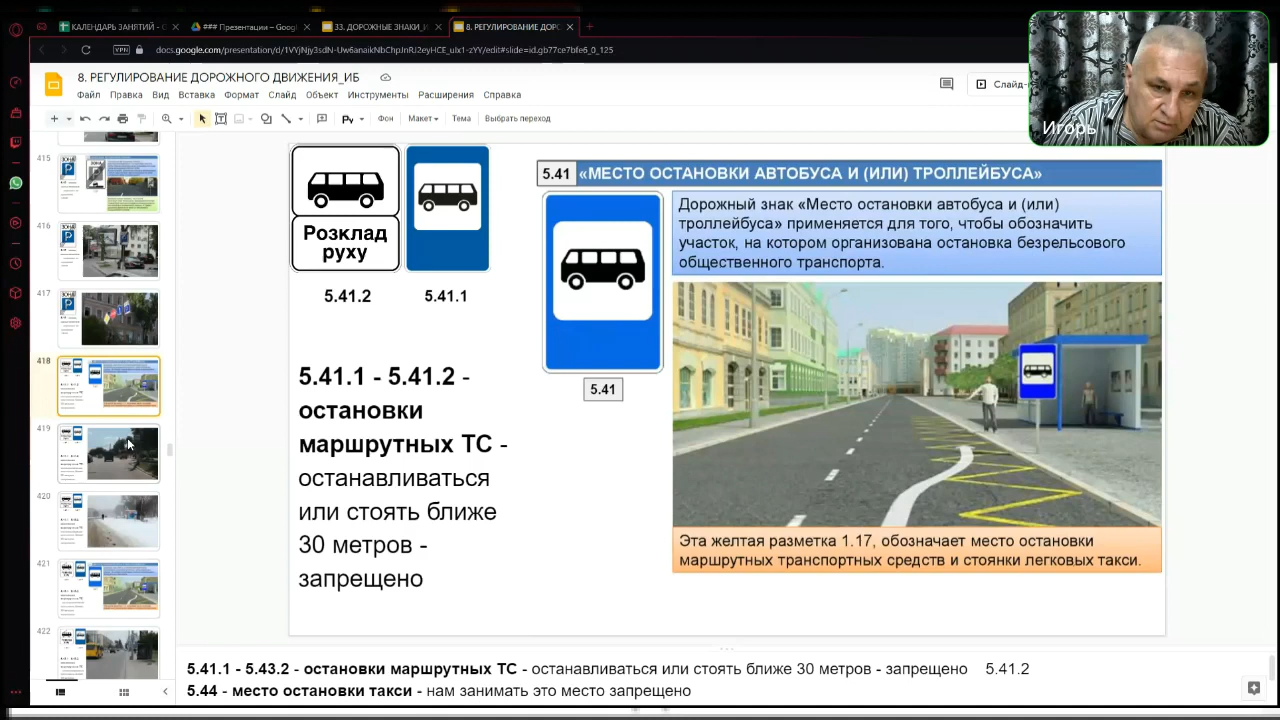 КАЛЕНДАРЬ ЗАНЯТИЙ - С
### Презентации – Googl
33. ДОРОЖНЫЕ ЗНАКИ_И
8. РЕГУЛИРОВАНИЕ ДОРО
VPN
docs.google.com/presentation/d/
edit#slide=id.gb77ce7bfe6_0_125
8. РЕГУЛИРОВАНИЕ ДОРОЖНОГО ДВИЖЕНИЯ_ИБ
Файл Правка Вид Вставка Формат Слайд Объект Инструменты Расширения Справка
Слайд-
Фон Макет Тема Выбрать переход
Игорь
415
416
417
418
419
420
421
422
Розклад
руху
5.41.2
5.41.1
5.41 «МЕСТО ОСТАНОВКИ АВТОБУСА И (ИЛИ) ТРОЛЛЕЙБУСА»
Дорожный знак «Место остановки автобуса и (или)
троллейбуса» применяется для того, чтобы обозначить
участок, на котором организована остановка безрельсового
общественного транспорта.
5.41
5.41.1 - 5.41.2 -
остановки
маршрутных ТС -
останавливаться
или стоять ближе
30 метров -
запрещено
Эта желтая разметка 1.17, обозначает место остановки
маршрутных транспортных средств и стоянки легковых такси.
5.41.1 - 5.43.2 - остановки маршрутных ТС - останавливаться или стоять ближе 30 метров - запрещено 5.41.2
5.44 - место остановки такси - нам занимать это место запрещено